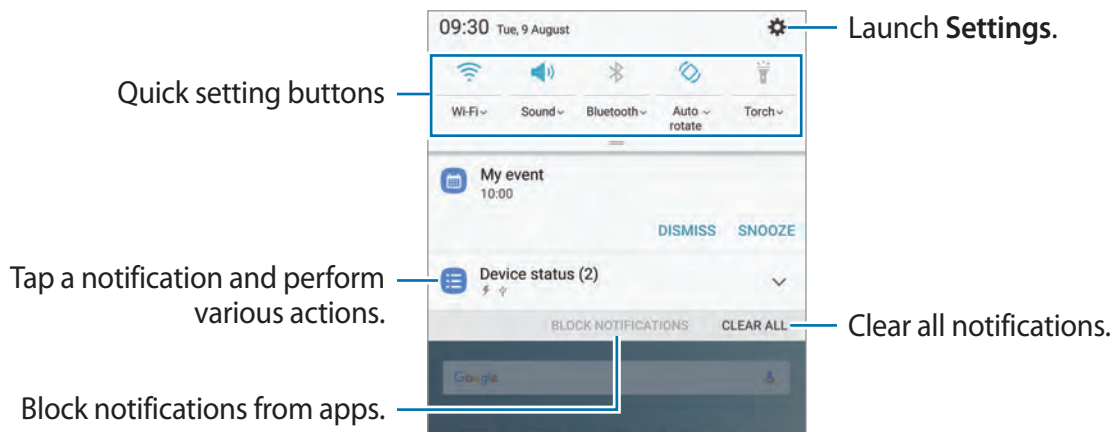 09:30 Tue, 9 August
Launch Settings.
Quick setting buttons
Wi-Fi
Sound
Bluetooth
Auto
rotate
Torch
My event
10:00
DISMISS SNOOZE
Tap a notification and perform
various actions.
Device status (2)
BLOCK NOTIFICATIONS CLEAR ALL
Clear all notifications.
Google
Block notifications from apps.